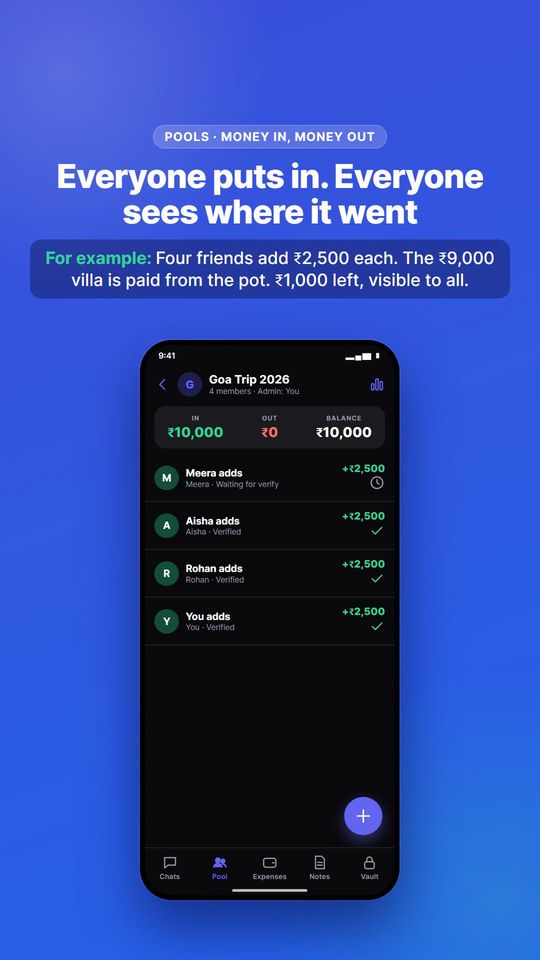 POOLS · MONEY IN, MONEY OUT
Everyone puts in. Everyone
sees where it went
For example: Four friends add ₹2,500 each. The ₹9,000
villa is paid from the pot. ₹1,000 left, visible to all.
9:41
G
Goa Trip 2026
4 members · Admin: You
IN
OUT
BALANCE
₹10,000
₹0
₹10,000
M
Meera adds
+₹2,500
Meera · Waiting for verify
A
Aisha adds
+₹2,500
Aisha · Verified
R
Rohan adds
+₹2,500
Rohan · Verified
Y
You adds
+₹2,500
You · Verified
Chats
Pool
Expenses
Notes
Vault